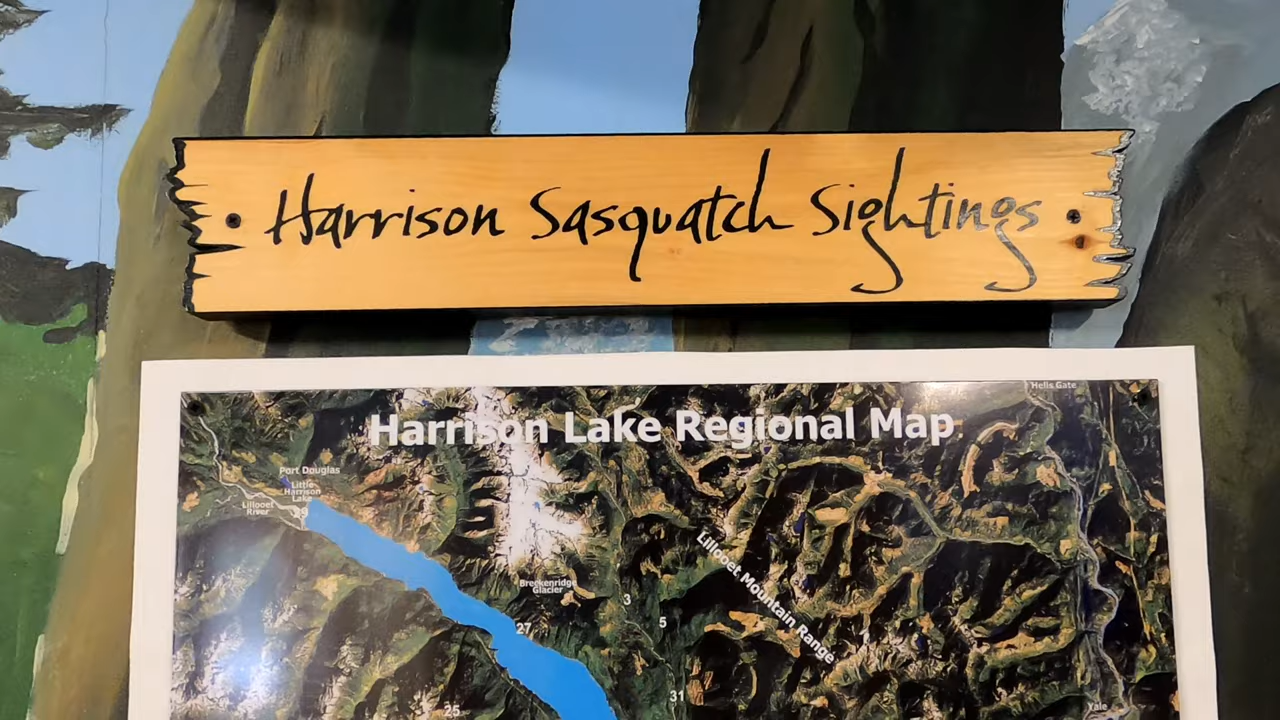 Harrison Sasquatch Sightings
Harrison Lake Regional Map
Hells Gate
Port Douglas
Little
Harrison
Lake
Lillooet
River
29
Lillooet Mountain Range
Breckenridge
Glacier
3
5
27
31
25
Yale